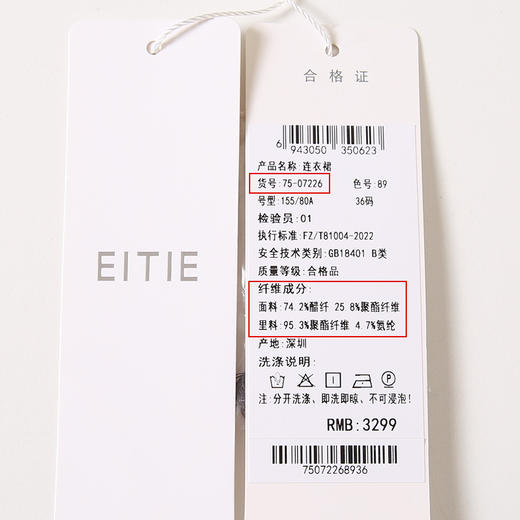 EITIE
合格证
6 943050 350623
产品名称:连衣裙
货号:75-07226 色号:89
号型:155/80A 36码
检验员:01
执行标准:FZ/T81004-2022
安全技术类别:GB18401 B类
质量等级:合格品
纤维成分:
面料:74.2%醋纤 25.8%聚酯纤维
里料:95.3%聚酯纤维 4.7%氨纶
产地:深圳
洗涤说明:
注:分开洗涤、即洗即晾、不可浸泡!
RMB:3299
75072268936